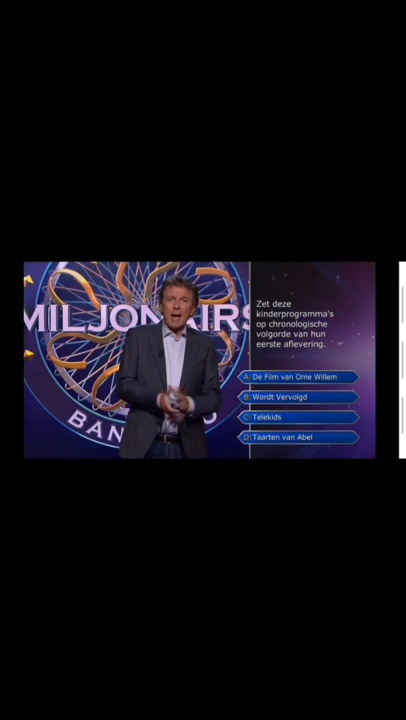 MILJONAIRS
BAN
Zet deze
kinderprogramma's
op chronologische
volgorde van hun
eerste aflevering.
A: De Film van Ome Willem
B: Wordt Vervolgd
C: Telekids
D: Taarten van Abel